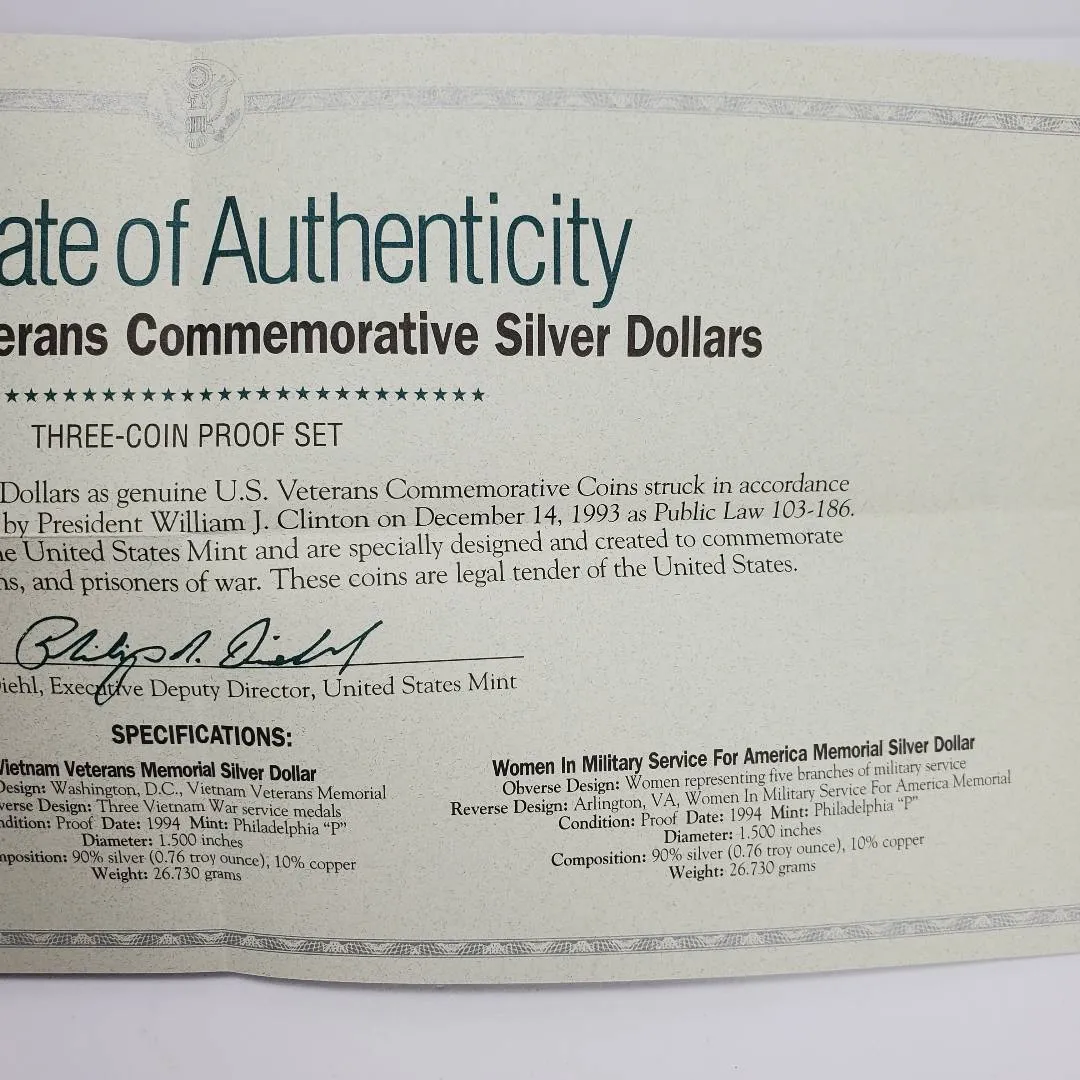 ate of Authenticity
erans Commemorative Silver Dollars
THREE-COIN PROOF SET
Dollars as genuine U.S. Veterans Commemorative Coins struck in accordance
by President William J. Clinton on December 14, 1993 as Public Law 103-186.
e United States Mint and are specially designed and created to commemorate
ns, and prisoners of war. These coins are legal tender of the United States.
Philip N. Diehl
iehl, Executive Deputy Director, United States Mint
SPECIFICATIONS:
Vietnam Veterans Memorial Silver Dollar
Design: Washington, D.C., Vietnam Veterans Memorial
verse Design: Three Vietnam War service medals
ndition: Proof Date: 1994 Mint: Philadelphia “P”
Diameter: 1.500 inches
mposition: 90% silver (0.76 troy ounce), 10% copper
Weight: 26.730 grams
Women In Military Service For America Memorial Silver Dollar
Obverse Design: Women representing five branches of military service
Reverse Design: Arlington, VA, Women In Military Service For America Memorial
Condition: Proof Date: 1994 Mint: Philadelphia “P”
Diameter: 1.500 inches
Composition: 90% silver (0.76 troy ounce), 10% copper
Weight: 26.730 grams